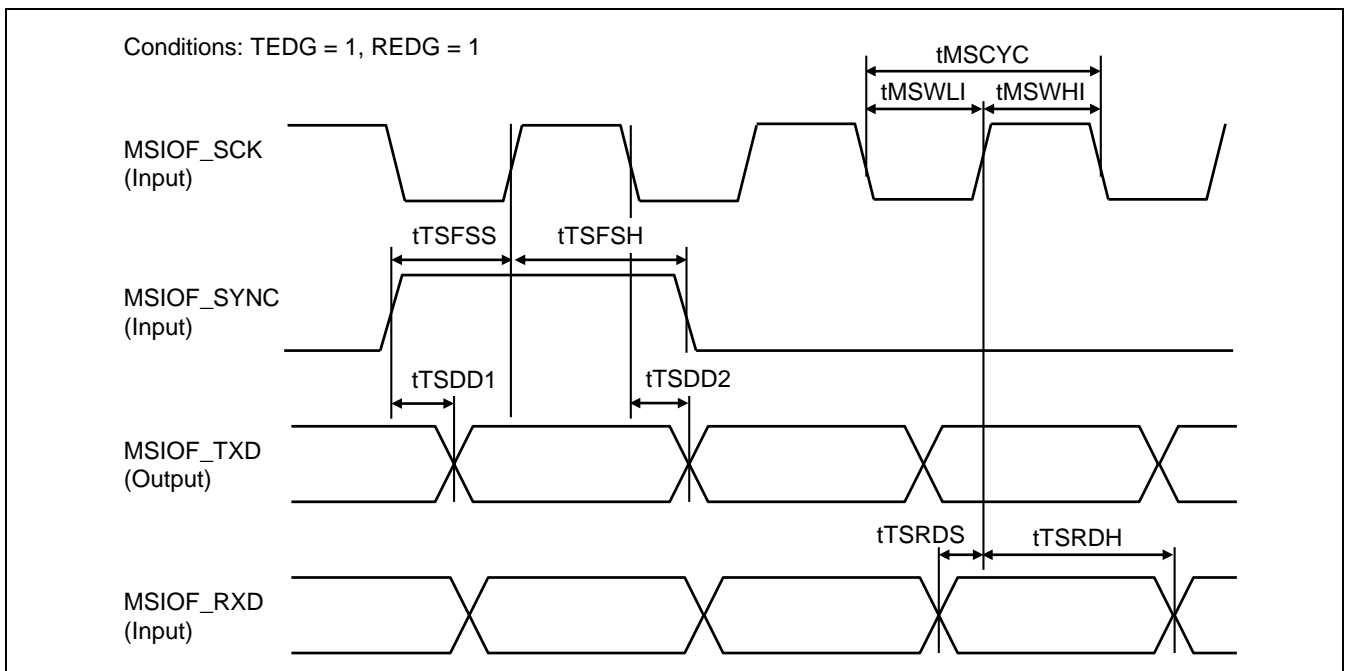 Conditions: TEDG = 1, REDG = 1
tMSCYC
tMSWLI tMSWHI
MSIOF_SCK
(Input)
tTSFSS tTSFSH
MSIOF_SYNC
(Input)
tTSDD1 tTSDD2
MSIOF_TXD
(Output)
tTSRDS tTSRDH
MSIOF_RXD
(Input)